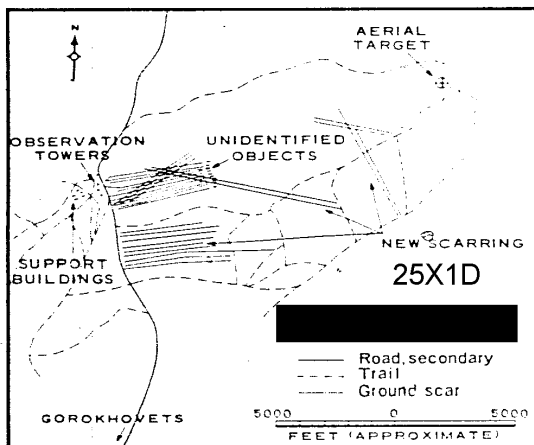 N
AERIAL
TARGET
OBSERVATION
TOWERS
UNIDENTIFIED
OBJECTS
NEW SCARRING
25X1D
SUPPORT
BUILDINGS
Road, secondary
Trail
Ground scar
GOROKHOVETS
5000 0 5000
FEET (APPROXIMATE)